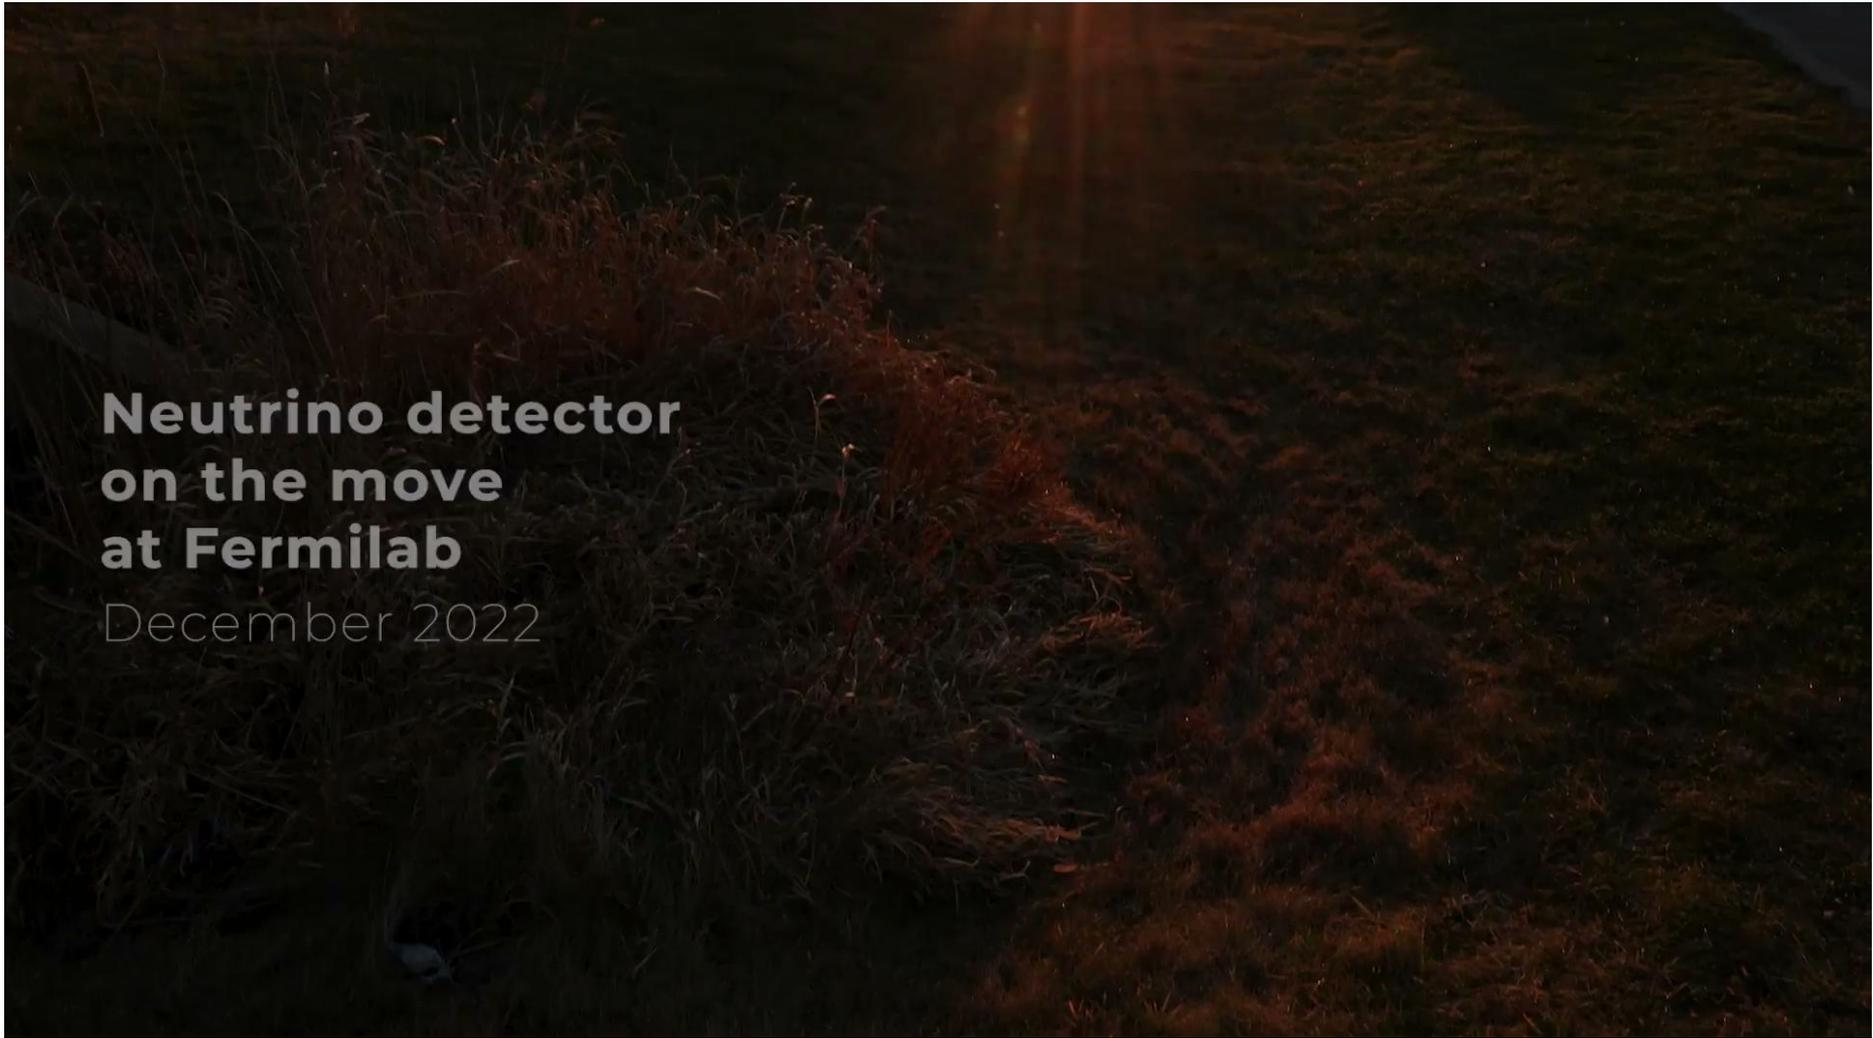 Neutrino detector
on the move
at Fermilab
December 2022